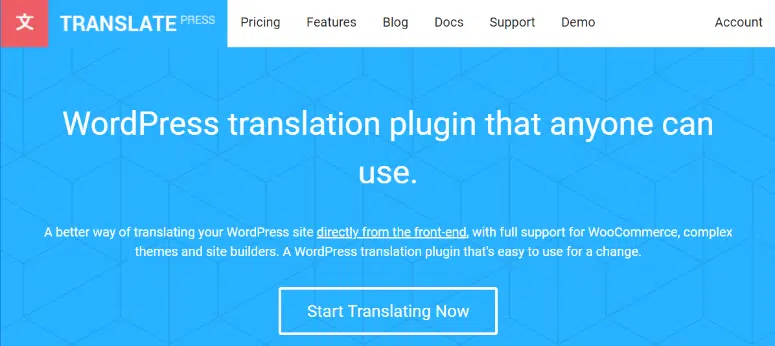 文 TRANSLATE PRESS Pricing Features Blog Docs Support Demo Account
WordPress translation plugin that anyone can
use.
A better way of translating your WordPress site directly from the front-end, with full support for WooCommerce, complex
themes and site builders. A WordPress translation plugin that's easy to use for a change.
Start Translating Now